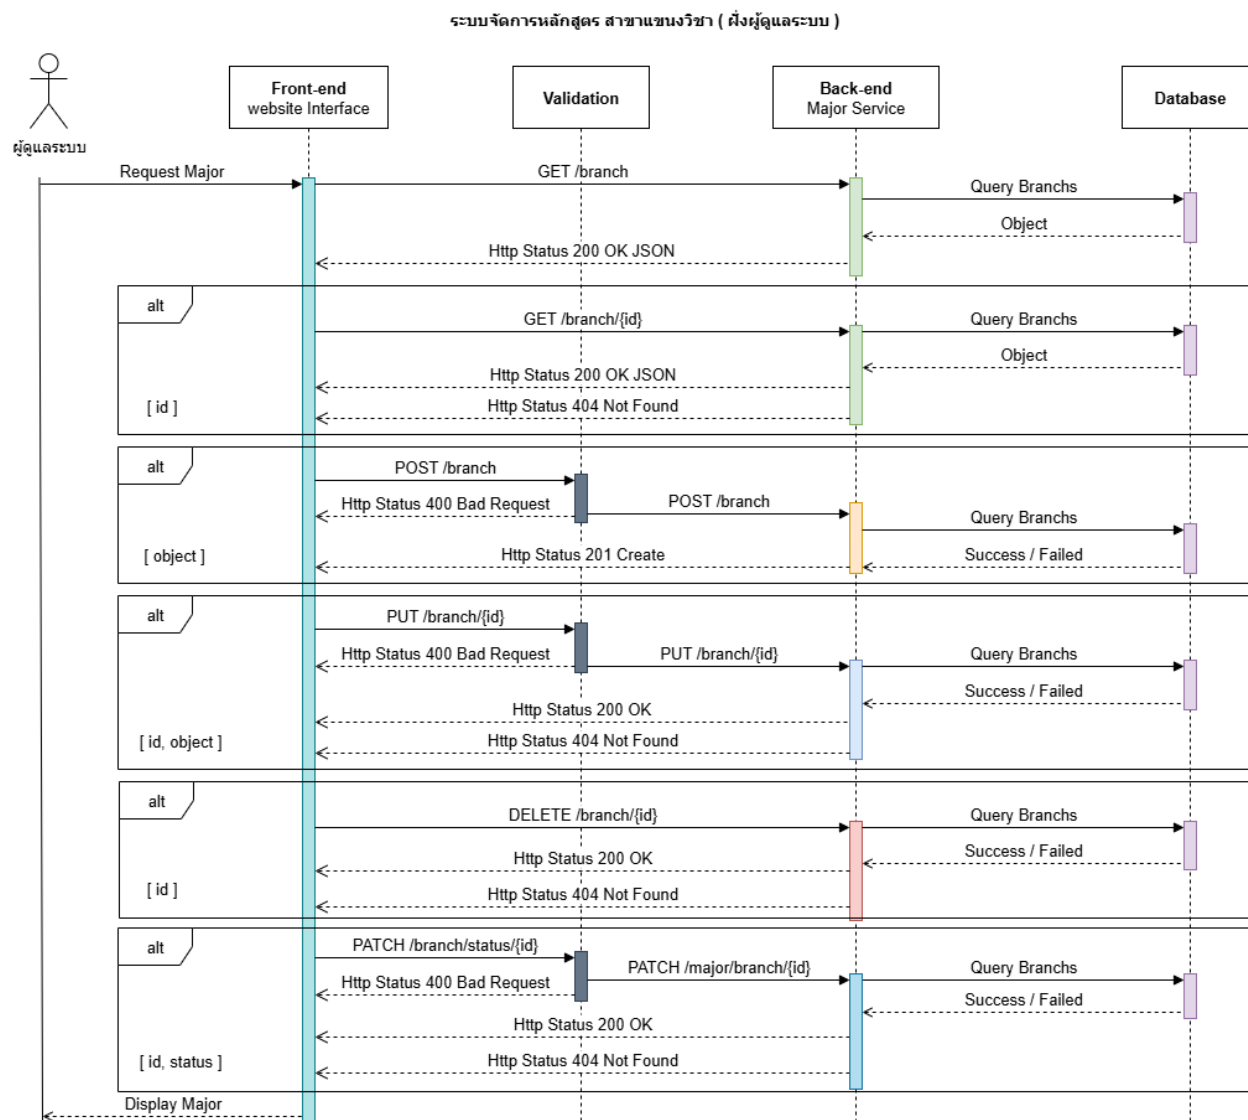 ระบบจัดการหลักสูตร สาขาแขนงวิชา ( ฝั่งผู้ดูแลระบบ )
ผู้ดูแลระบบ
Front-end
website Interface
Validation
Back-end
Major Service
Database
Request Major
GET /branch
Query Branchs
Object
Http Status 200 OK JSON
alt
GET /branch/{id}
Query Branchs
Object
Http Status 200 OK JSON
Http Status 404 Not Found
[ id ]
alt
POST /branch
Http Status 400 Bad Request
POST /branch
Query Branchs
Http Status 201 Create
Success / Failed
[ object ]
alt
PUT /branch/{id}
Http Status 400 Bad Request
PUT /branch/{id}
Query Branchs
Success / Failed
Http Status 200 OK
Http Status 404 Not Found
[ id, object ]
alt
DELETE /branch/{id}
Query Branchs
Success / Failed
Http Status 200 OK
Http Status 404 Not Found
[ id ]
alt
PATCH /branch/status/{id}
PATCH /major/branch/{id}
Query Branchs
Http Status 400 Bad Request
Success / Failed
Http Status 200 OK
Http Status 404 Not Found
[ id, status ]
Display Major